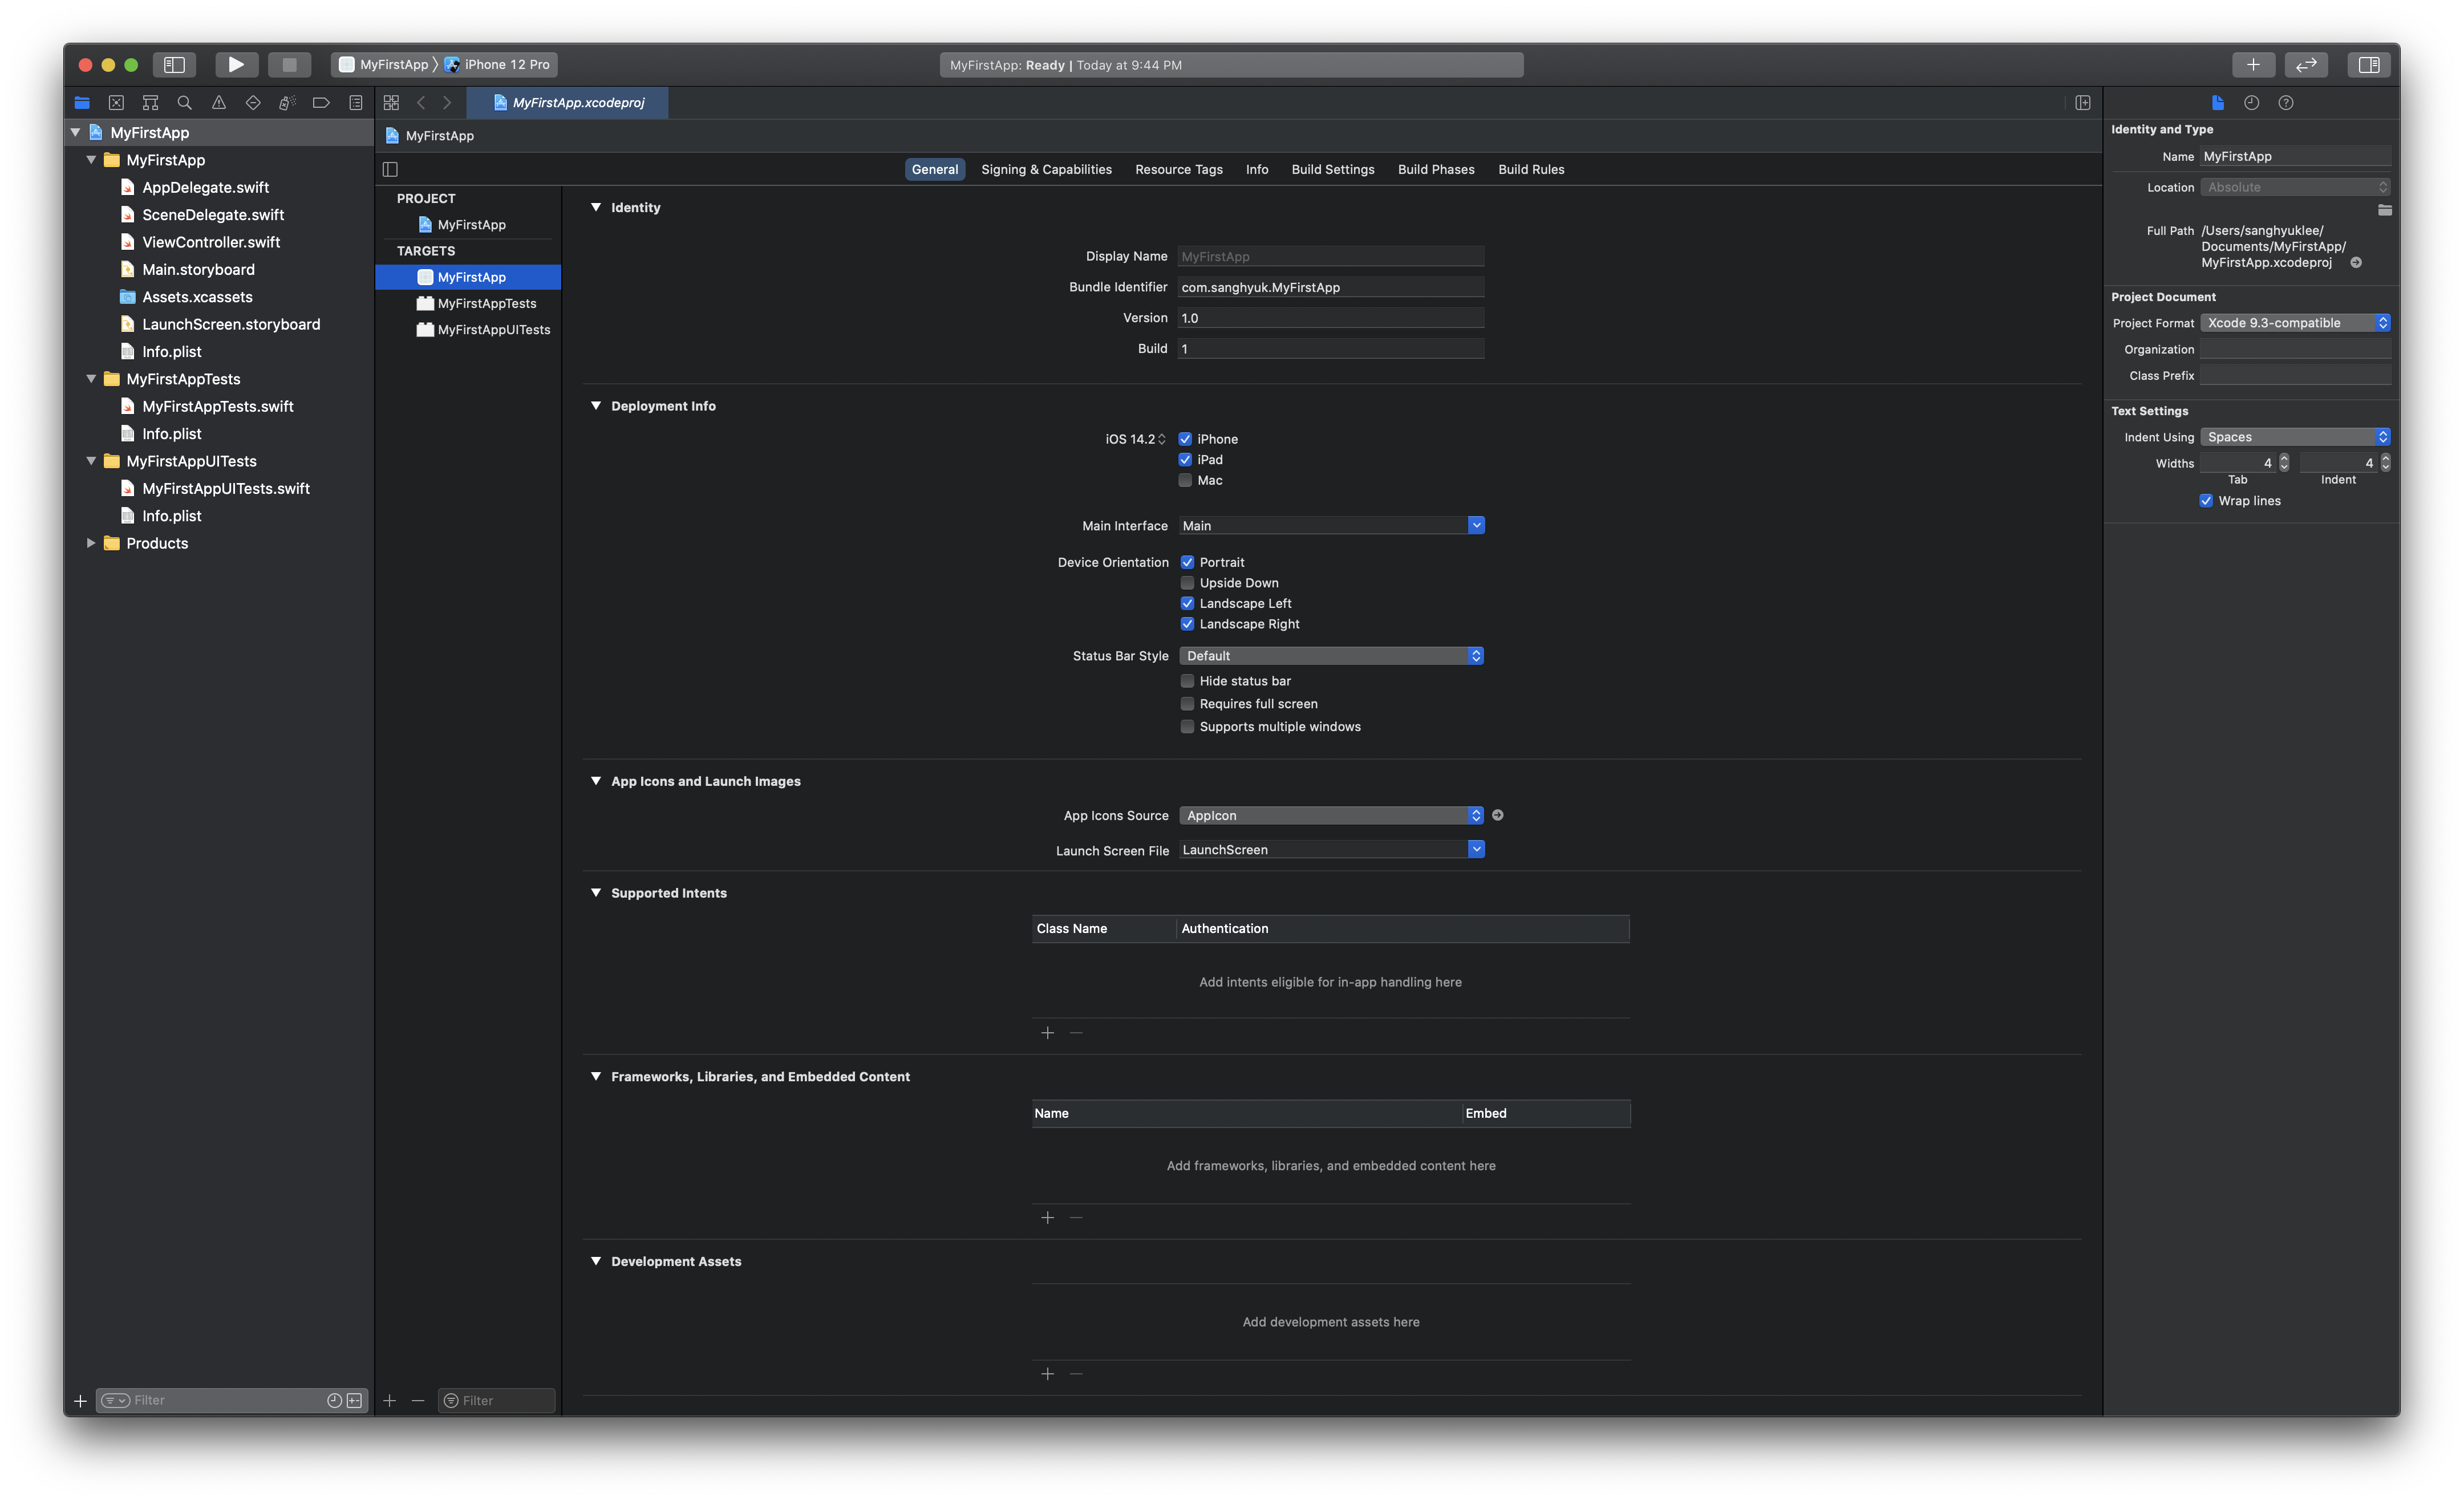 MyFirstApp 〉 iPhone 12 Pro
MyFirstApp: Ready | Today at 9:44 PM
MyFirstApp.xcodeproj
MyFirstApp
MyFirstApp
MyFirstApp
AppDelegate.swift
SceneDelegate.swift
ViewController.swift
Main.storyboard
Assets.xcassets
LaunchScreen.storyboard
Info.plist
MyFirstAppTests
MyFirstAppTests.swift
Info.plist
MyFirstAppUITests
MyFirstAppUITests.swift
Info.plist
Products
Filter
General Signing & Capabilities Resource Tags Info Build Settings Build Phases Build Rules
PROJECT
MyFirstApp
TARGETS
MyFirstApp
MyFirstAppTests
MyFirstAppUITests
Filter
Identity
Display Name MyFirstApp
Bundle Identifier com.sanghyuk.MyFirstApp
Version 1.0
Build 1
Deployment Info
iOS 14.2 iPhone
iPad
Mac
Main Interface Main
Device Orientation Portrait
Upside Down
Landscape Left
Landscape Right
Status Bar Style Default
Hide status bar
Requires full screen
Supports multiple windows
App Icons and Launch Images
App Icons Source AppIcon
Launch Screen File LaunchScreen
Supported Intents
Class Name Authentication
Add intents eligible for in-app handling here
Frameworks, Libraries, and Embedded Content
Name Embed
Add frameworks, libraries, and embedded content here
Development Assets
Add development assets here
Identity and Type
Name MyFirstApp
Location Absolute
Full Path /Users/sanghyuklee/
Documents/MyFirstApp/
MyFirstApp.xcodeproj
Project Document
Project Format Xcode 9.3-compatible
Organization
Class Prefix
Text Settings
Indent Using Spaces
Widths 4 4
Tab Indent
Wrap lines